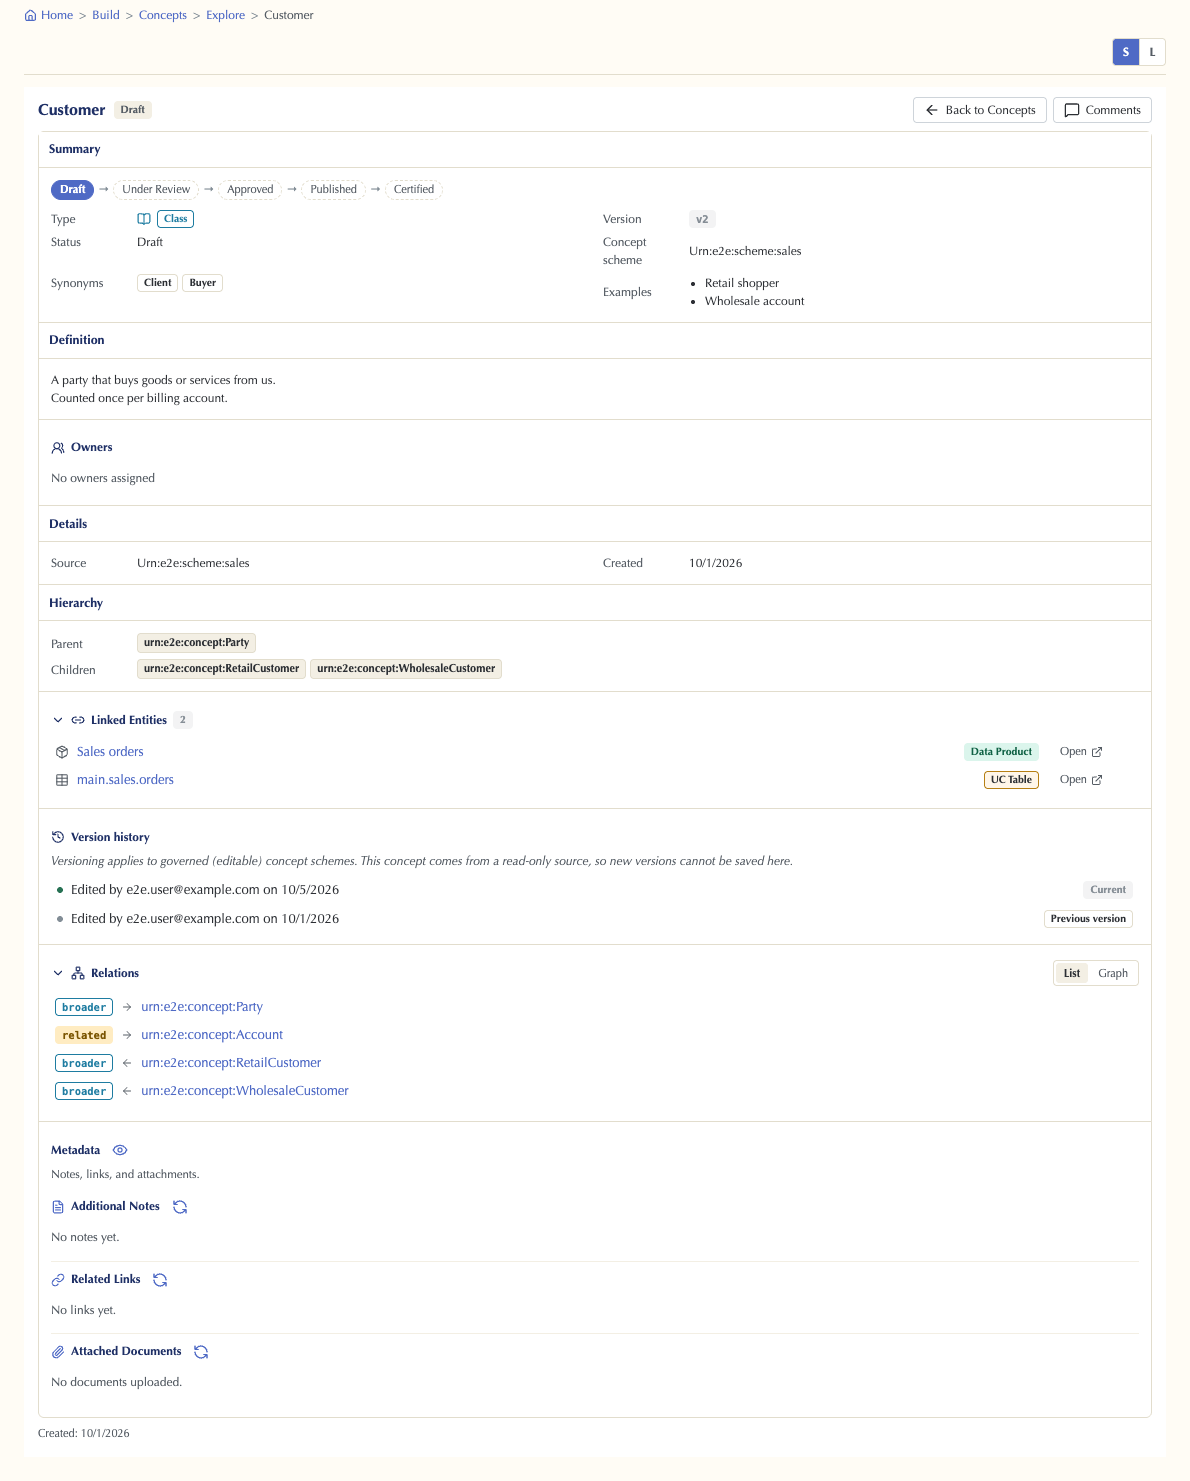 Home > Build > Concepts > Explore > Customer
S L
Customer Draft
Back to Concepts Comments
Summary
Draft → Under Review → Approved → Published → Certified
Type Class
Version v2
Status Draft
Concept scheme Urn:e2e:scheme:sales
Synonyms Client Buyer
Examples
• Retail shopper
• Wholesale account
Definition
A party that buys goods or services from us.
Counted once per billing account.
Owners
No owners assigned
Details
Source Urn:e2e:scheme:sales Created 10/1/2026
Hierarchy
Parent urn:e2e:concept:Party
Children urn:e2e:concept:RetailCustomer urn:e2e:concept:WholesaleCustomer
Linked Entities 2
Sales orders Data Product Open
main.sales.orders UC Table Open
Version history
Versioning applies to governed (editable) concept schemes. This concept comes from a read-only source, so new versions cannot be saved here.
Edited by e2e.user@example.com on 10/5/2026 Current
Edited by e2e.user@example.com on 10/1/2026 Previous version
Relations List Graph
broader → urn:e2e:concept:Party
related → urn:e2e:concept:Account
broader ← urn:e2e:concept:RetailCustomer
broader ← urn:e2e:concept:WholesaleCustomer
Metadata
Notes, links, and attachments.
Additional Notes
No notes yet.
Related Links
No links yet.
Attached Documents
No documents uploaded.
Created: 10/1/2026